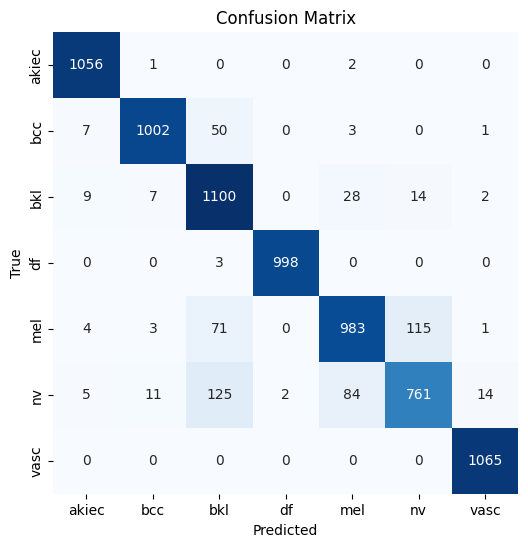 Confusion Matrix
akiec 1056 1 0 0 2 0 0
bcc 7 1002 50 0 3 0 1
bkl 9 7 1100 0 28 14 2
df 0 0 3 998 0 0 0
True
mel 4 3 71 0 983 115 1
nv 5 11 125 2 84 761 14
vasc 0 0 0 0 0 0 1065
akiec bcc bkl df mel nv vasc
Predicted